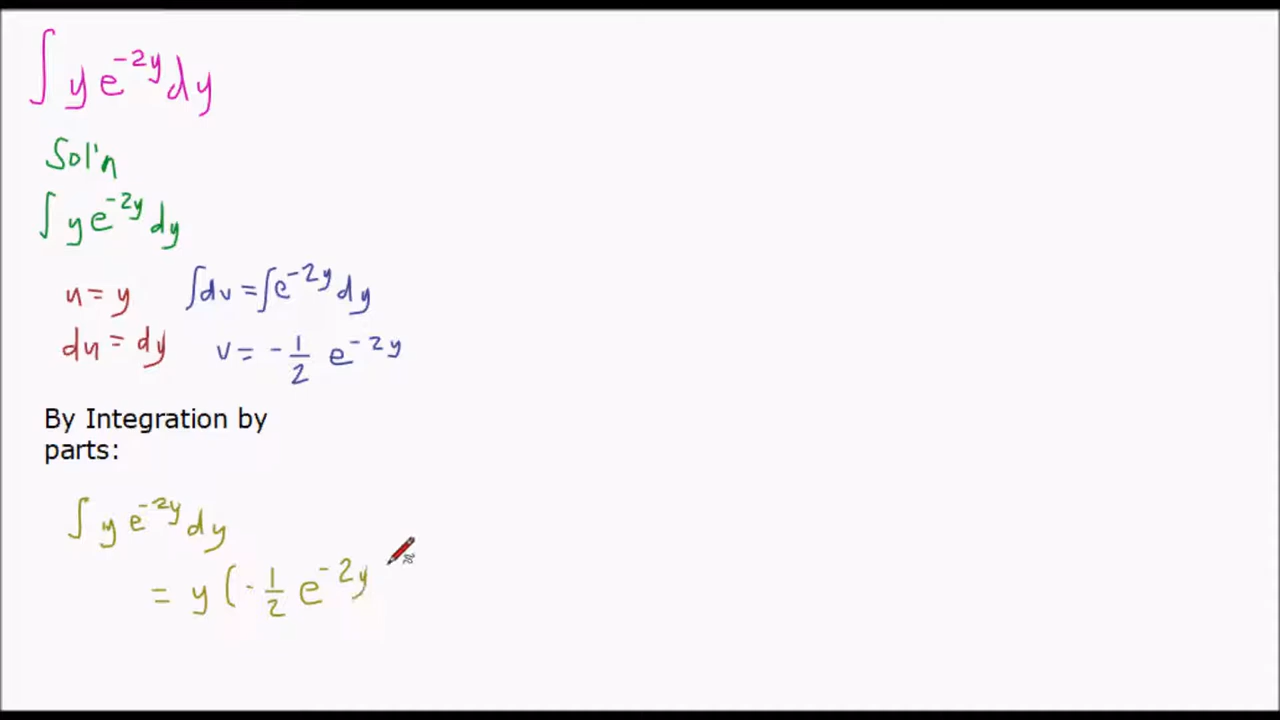 ∫ y e^{-2y} dy
Sol'n
∫ y e^{-2y} dy
u = y   ∫dv = ∫e^{-2y} dy
du = dy   v = -1/2 e^{-2y}
By Integration by
parts:
∫ y e^{-2y} dy
= y (-1/2 e^{-2y}